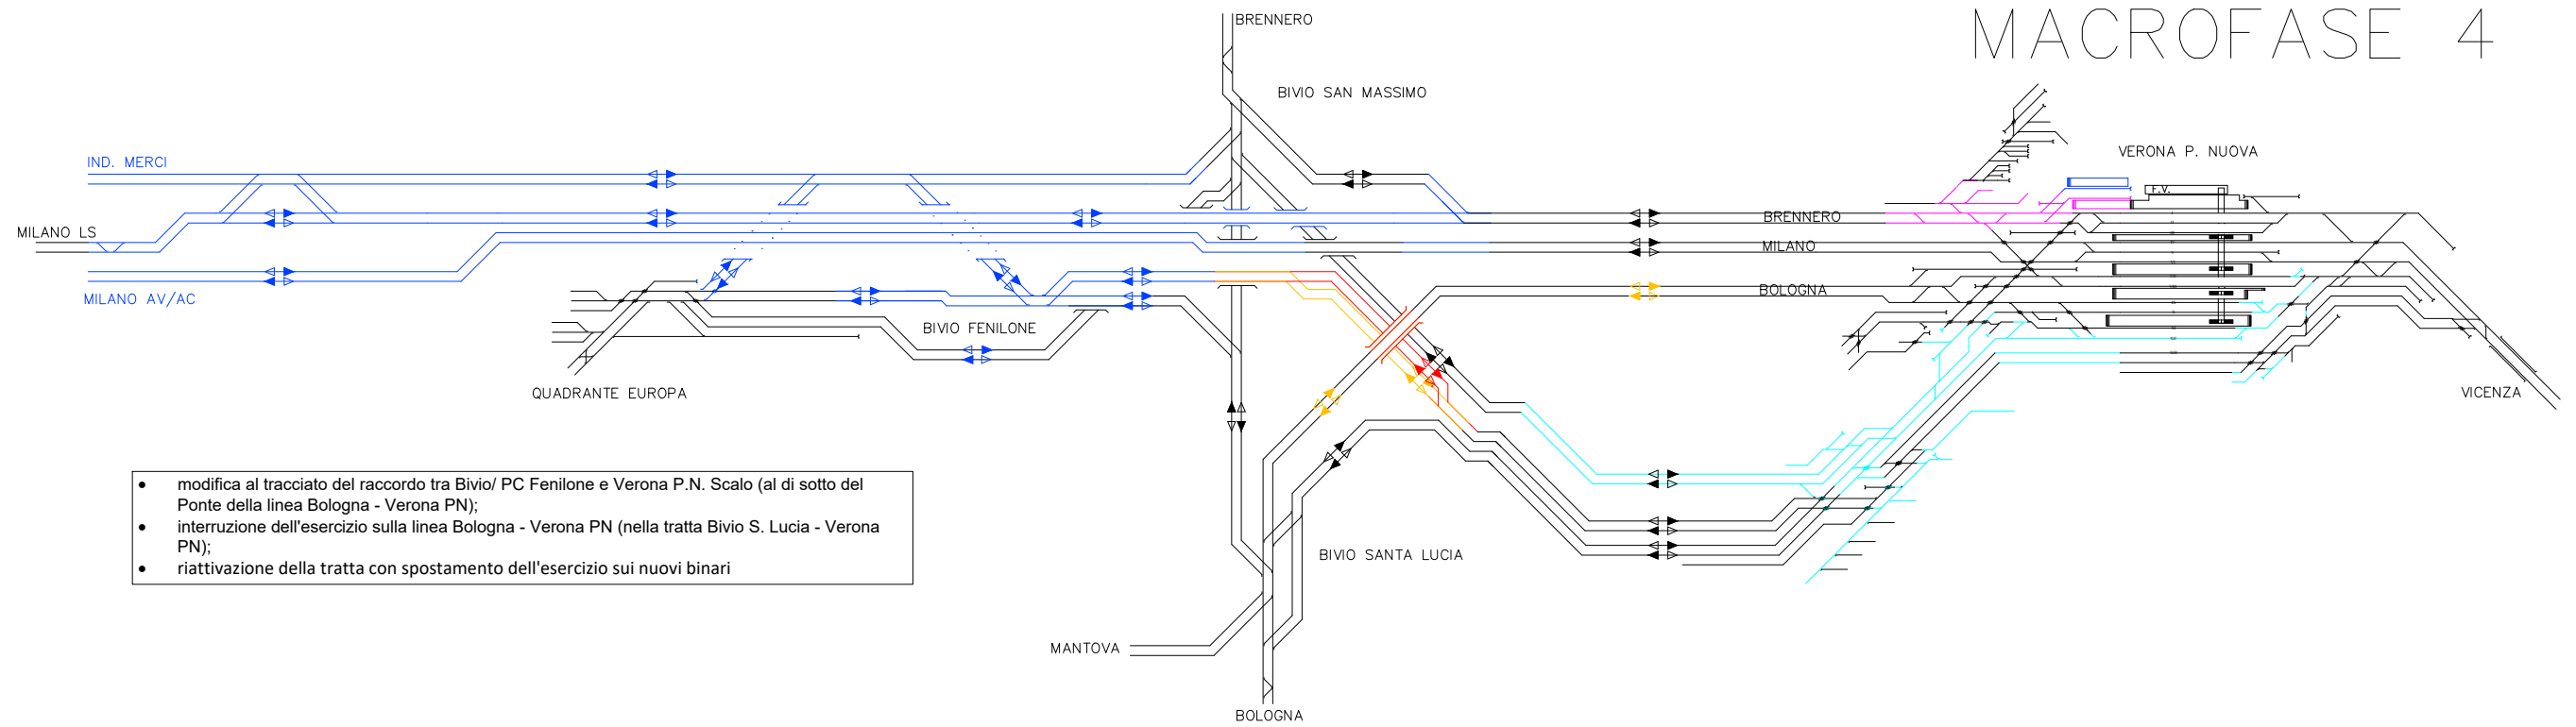 MACROFASE 4
BRENNERO
BIVIO SAN MASSIMO
VERONA P. NUOVA
IND. MERCI
F.V.
BRENNERO
MILANO LS
MILANO
MILANO AV/AC
BOLOGNA
BIVIO FENILONE
QUADRANTE EUROPA
VICENZA
• modifica al tracciato del raccordo tra Bivio/ PC Fenilone e Verona P.N. Scalo (al di sotto del
Ponte della linea Bologna - Verona PN);
• interruzione dell'esercizio sulla linea Bologna - Verona PN (nella tratta Bivio S. Lucia - Verona
PN);
• riattivazione della tratta con spostamento dell'esercizio sui nuovi binari
BIVIO SANTA LUCIA
MANTOVA
BOLOGNA